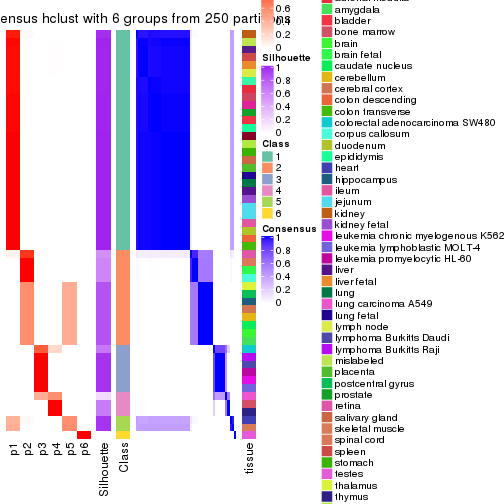 ensus hclust with 6 groups from 250 parti
0.6
0.4
0.2
0
Silhouette
1
0.8
0.6
0.4
0.2
0
Class
1
2
3
4
5
6
Consensus
1
0.8
0.6
0.4
0.2
0
p1
p2
p3
p4
p5
p6
Silhouette
Class
tissue
amygdala
bladder
bone marrow
brain
brain fetal
caudate nucleus
cerebellum
cerebral cortex
colon descending
colon transverse
colorectal adenocarcinoma SW480
corpus callosum
duodenum
epididymis
heart
hippocampus
ileum
jejunum
kidney
kidney fetal
leukemia chronic myelogenous K562
leukemia lymphoblastic MOLT-4
leukemia promyelocytic HL-60
liver
liver fetal
lung
lung carcinoma A549
lung fetal
lymph node
lymphoma Burkitts Daudi
lymphoma Burkitts Raji
mislabeled
placenta
postcentral gyrus
prostate
retina
salivary gland
skeletal muscle
spinal cord
spleen
stomach
testes
thalamus
thymus